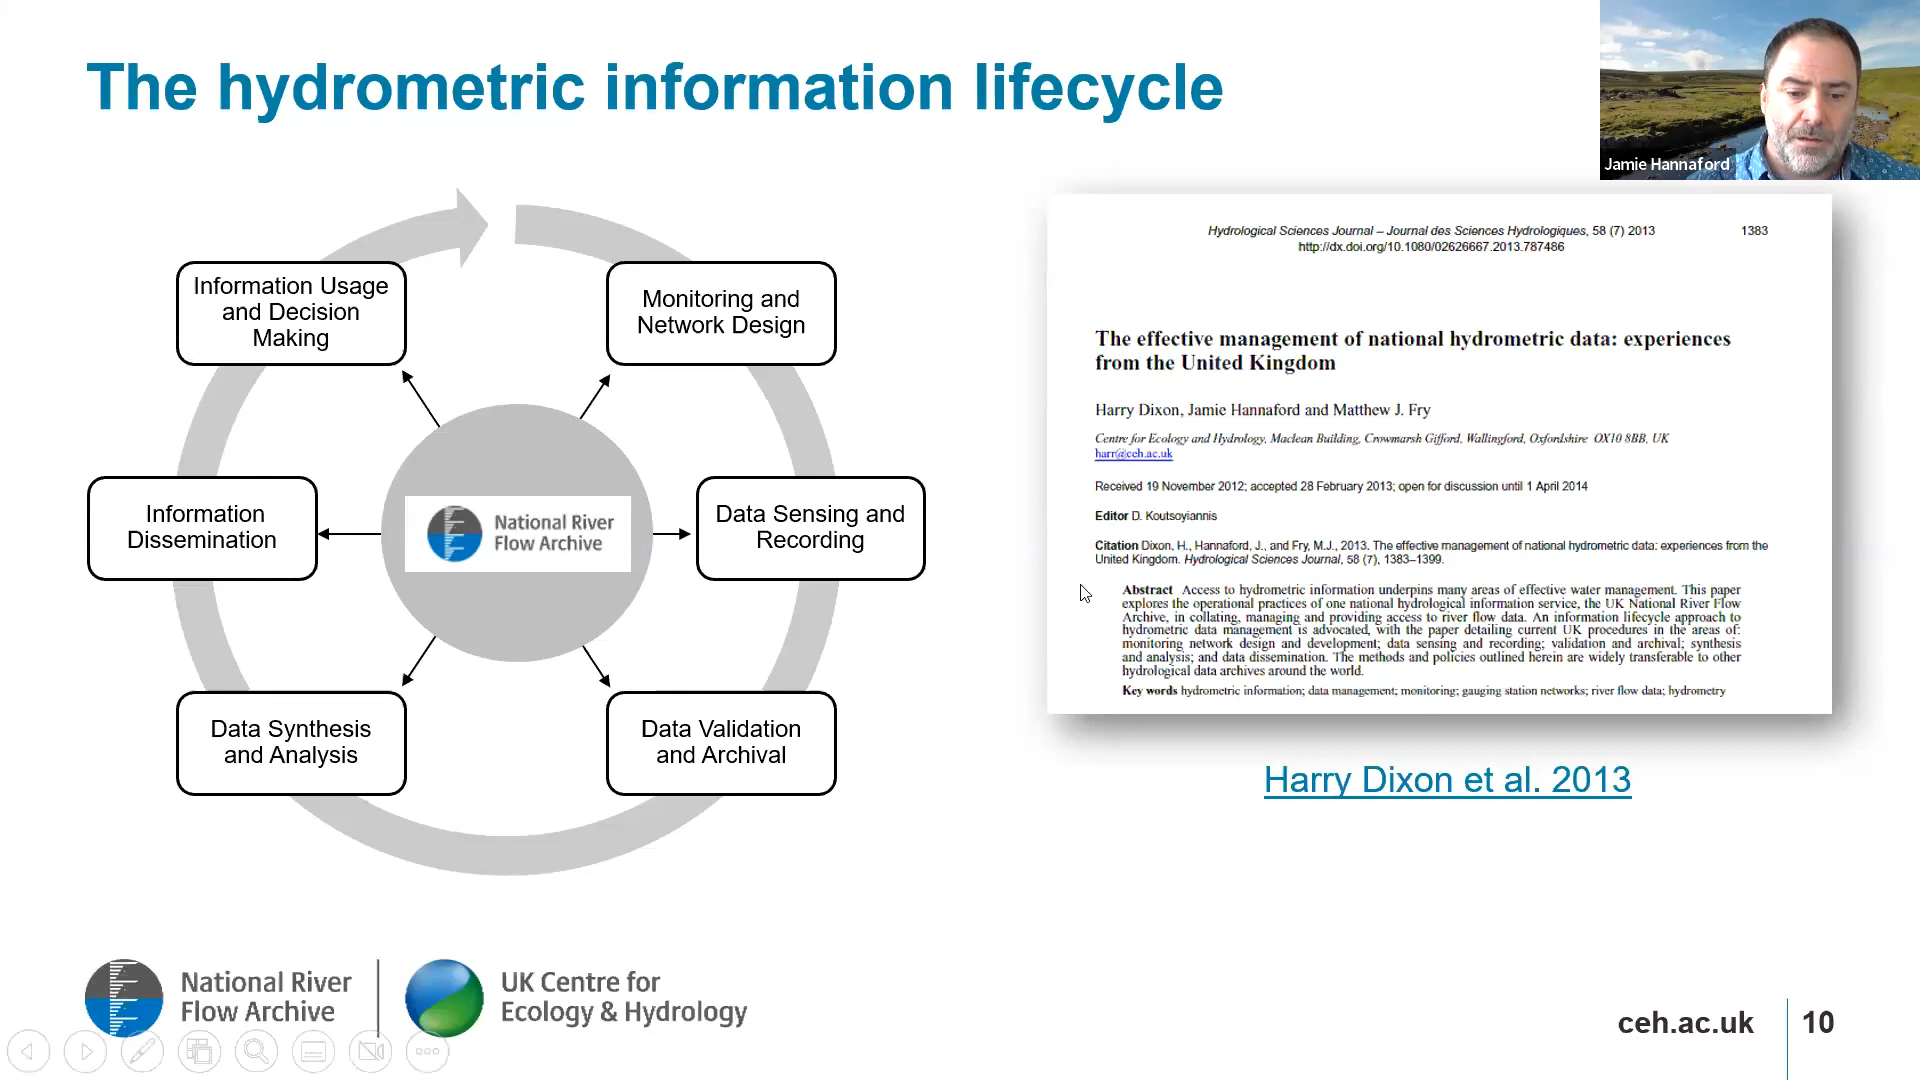 The hydrometric information lifecycle
Jamie Hannaford
Information Usage
and Decision
Making
Monitoring and
Network Design
Information
Dissemination
National River
Flow Archive
Data Sensing and
Recording
Data Synthesis
and Analysis
Data Validation
and Archival
Hydrological Sciences Journal – Journal des Sciences Hydrologiques, 58 (7) 2013
1383
http://dx.doi.org/10.1080/02626667.2013.787486
The effective management of national hydrometric data: experiences
from the United Kingdom
Harry Dixon, Jamie Hannaford and Matthew J. Fry
Centre for Ecology and Hydrology, Maclean Building, Crowmarsh Gifford, Wallingford, Oxfordshire OX10 8BB, UK
harr@ceh.ac.uk
Received 19 November 2012; accepted 28 February 2013; open for discussion until 1 April 2014
Editor D. Koutsoyiannis
Citation Dixon, H., Hannaford, J., and Fry, M.J., 2013. The effective management of national hydrometric data: experiences from the
United Kingdom. Hydrological Sciences Journal, 58 (7), 1383–1399.
Abstract Access to hydrometric information underpins many areas of effective water management. This paper
explores the operational practices of one national hydrological information service, the UK National River Flow
Archive, in collating, managing and providing access to river flow data. An information lifecycle approach to
hydrometric data management is advocated, with the paper detailing current UK procedures in the areas of:
monitoring network design and development; data sensing and recording; validation and archival; synthesis
and analysis; and data dissemination. The methods and policies outlined herein are widely transferable to other
hydrological data archives around the world.
Key words hydrometric information; data management; monitoring; gauging station networks; river flow data; hydrometry
Harry Dixon et al. 2013
National River
Flow Archive
UK Centre for
Ecology & Hydrology
ceh.ac.uk
10